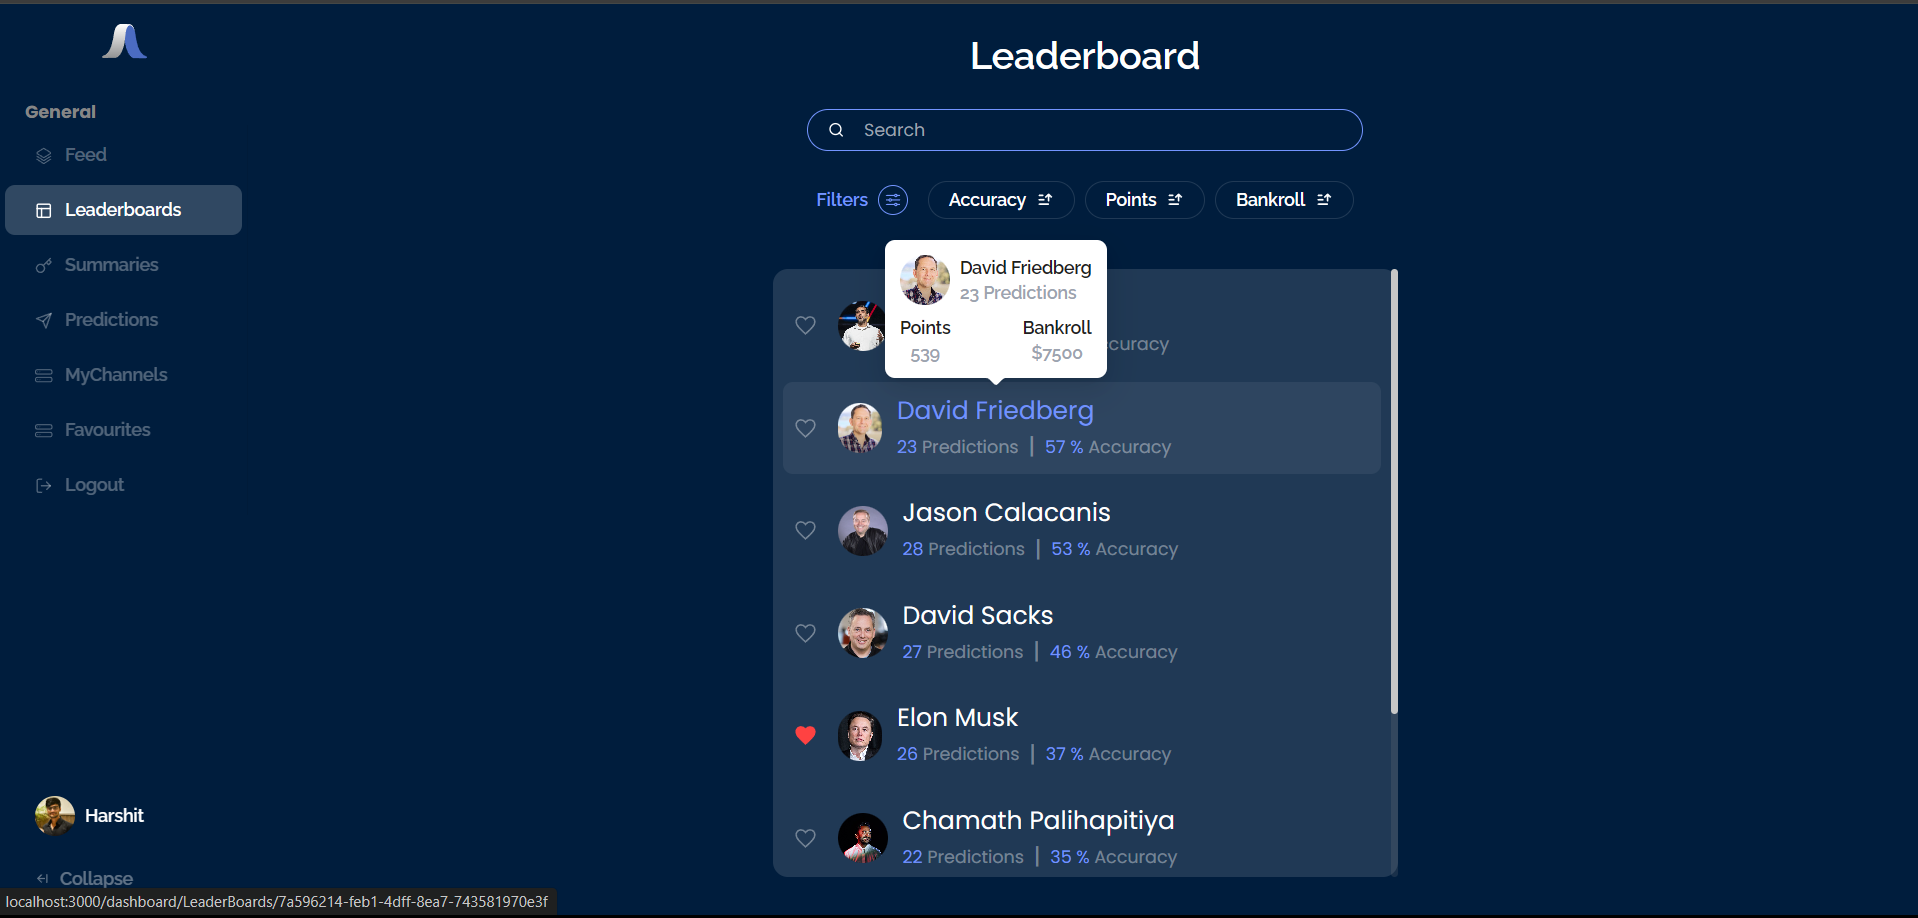 Leaderboard
General
Feed
Leaderboards
Summaries
Predictions
MyChannels
Favourites
Logout
Harshit
Collapse
localhost:3000/dashboard/LeaderBoards/7a596214-feb1-4dff-8ea7-743581970e3f
Search
Filters Accuracy Points Bankroll
David Friedberg
23 Predictions
Points Bankroll
539 $7500
David Friedberg
23 Predictions | 57 % Accuracy
Jason Calacanis
28 Predictions | 53 % Accuracy
David Sacks
27 Predictions | 46 % Accuracy
Elon Musk
26 Predictions | 37 % Accuracy
Chamath Palihapitiya
22 Predictions | 35 % Accuracy